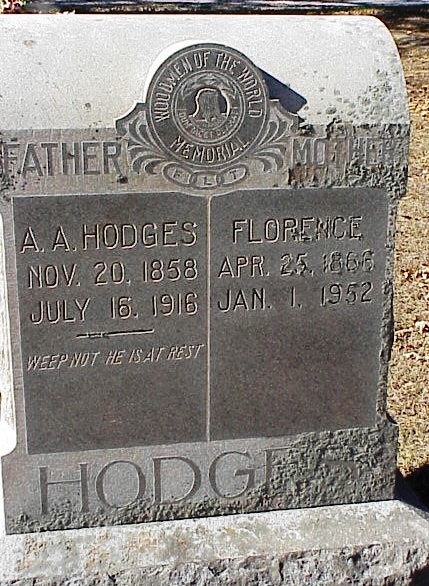 WOODMEN OF THE WORLD
MEMORIAL
FATHER
MOTHER
F L T
A. A. HODGES
NOV. 20, 1858
JULY 16, 1916
WEEP NOT HE IS AT REST
FLORENCE
APR. 25, 1866
JAN. 1, 1952
HODGES